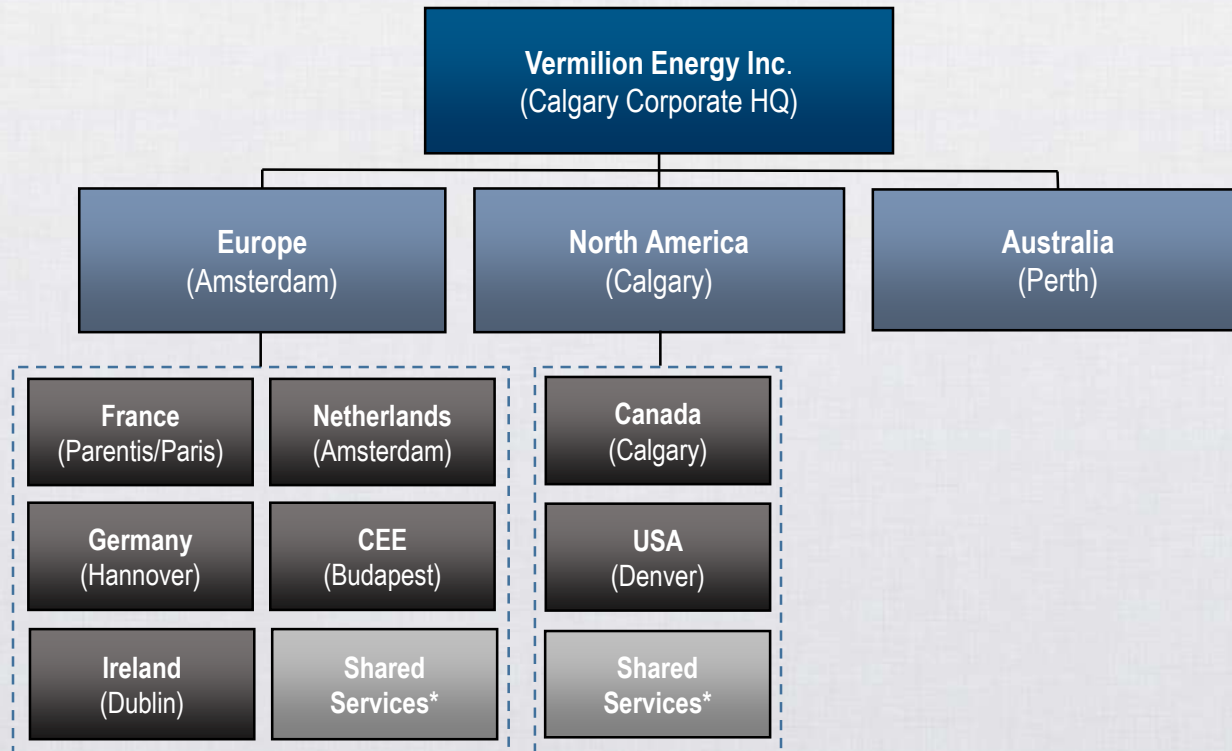 Vermilion Energy Inc.
(Calgary Corporate HQ)
Europe
(Amsterdam)
North America
(Calgary)
Australia
(Perth)
France
(Parentis/Paris)
Netherlands
(Amsterdam)
Canada
(Calgary)
Germany
(Hannover)
CEE
(Budapest)
USA
(Denver)
Ireland
(Dublin)
Shared
Services*
Shared
Services*